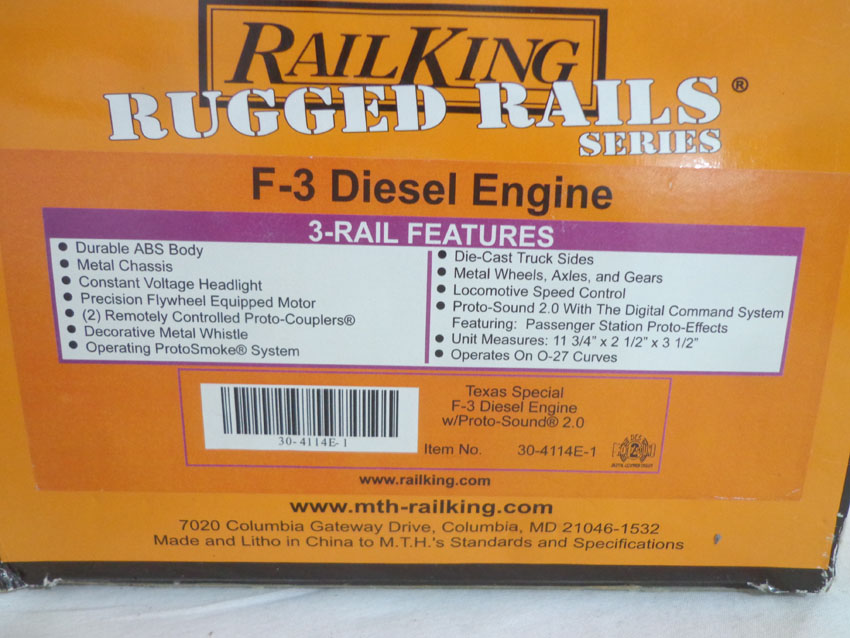 RAILKING
RUGGED RAILS ®
SERIES
F-3 Diesel Engine
3-RAIL FEATURES
• Durable ABS Body
• Metal Chassis
• Constant Voltage Headlight
• Precision Flywheel Equipped Motor
• (2) Remotely Controlled Proto-Couplers®
• Decorative Metal Whistle
• Operating ProtoSmoke® System
• Die-Cast Truck Sides
• Metal Wheels, Axles, and Gears
• Locomotive Speed Control
• Proto-Sound 2.0 With The Digital Command System
Featuring: Passenger Station Proto-Effects
• Unit Measures: 11 3/4" x 2 1/2" x 3 1/2"
• Operates On O-27 Curves
30-4114E-1
Texas Special
F-3 Diesel Engine
w/Proto-Sound® 2.0
Item No. 30-4114E-1
www.railking.com
www.mth-railking.com
7020 Columbia Gateway Drive, Columbia, MD 21046-1532
Made and Litho in China to M.T.H.'s Standards and Specifications